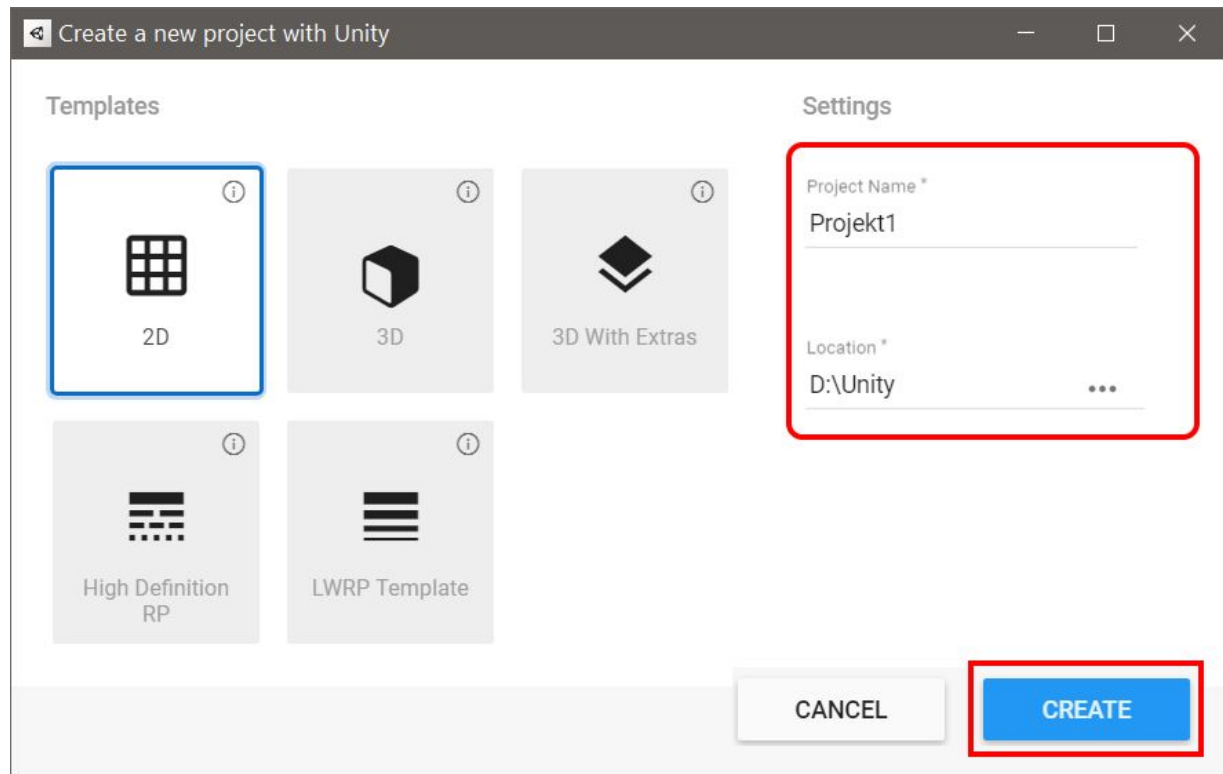 Create a new project with Unity
Templates
Settings
2D
3D
3D With Extras
Project Name *
Projekt1
Location *
D:\Unity
•••
High Definition
RP
LWRP Template
CANCEL
CREATE